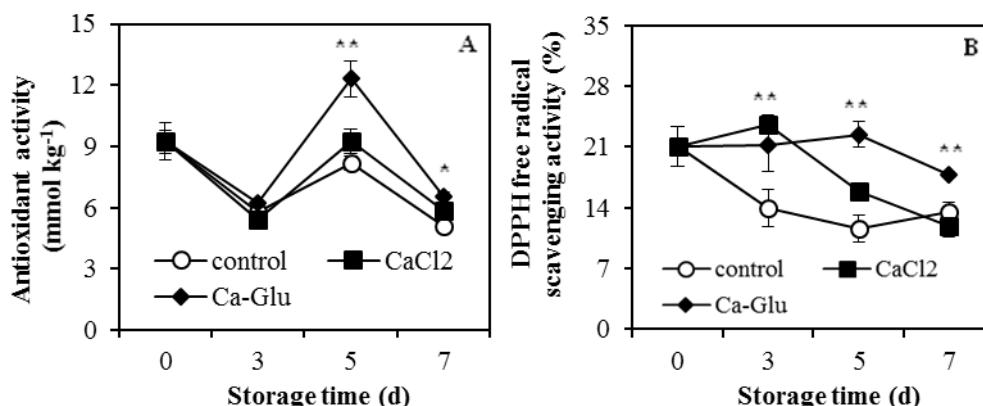 Antioxidant activity
(mmol kg⁻¹)
15
12
9
6
3
0
A
**
*
control
CaCl2
Ca-Glu
0 3 5 7
Storage time (d)
DPPH free radical
scavenging activity (%)
35
28
21
14
7
0
B
**
**
**
control
CaCl2
Ca-Glu
0 3 5 7
Storage time (d)